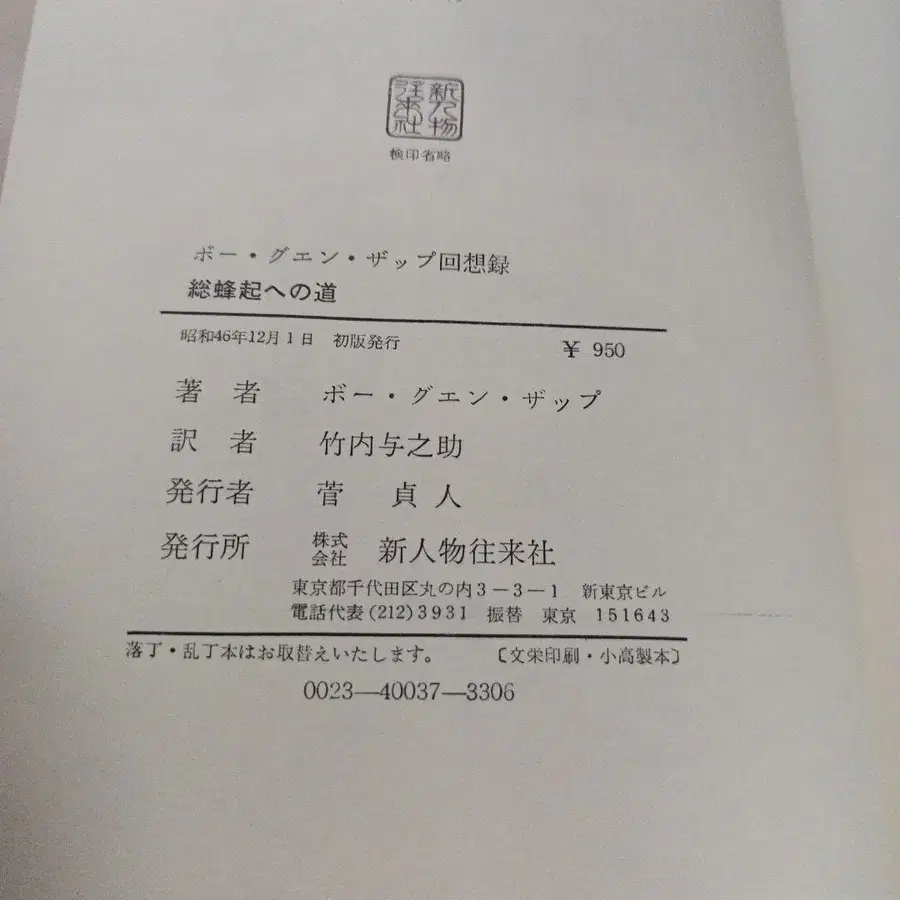 新人物
往来社
検印省略
ボー・グエン・ザップ回想録
総蜂起への道
昭和46年12月1日 初版発行 ¥ 950
著者 ボー・グエン・ザップ
訳者 竹内与之助
発行者 菅 貞人
発行所 株式会社 新人物往来社
東京都千代田区丸の内3-3-1 新東京ビル
電話代表(212)3931 振替 東京 151643
落丁・乱丁本はお取替えいたします。 〔文栄印刷・小高製本〕
0023—40037—3306